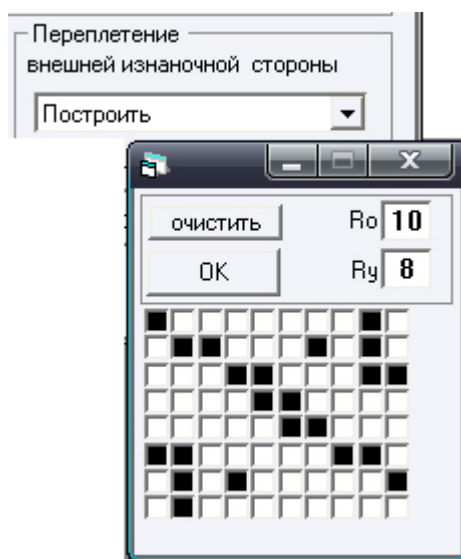 Переплетение
внешней изнаночной стороны
Построить
очистить
Ro 10
OK
Ry 8